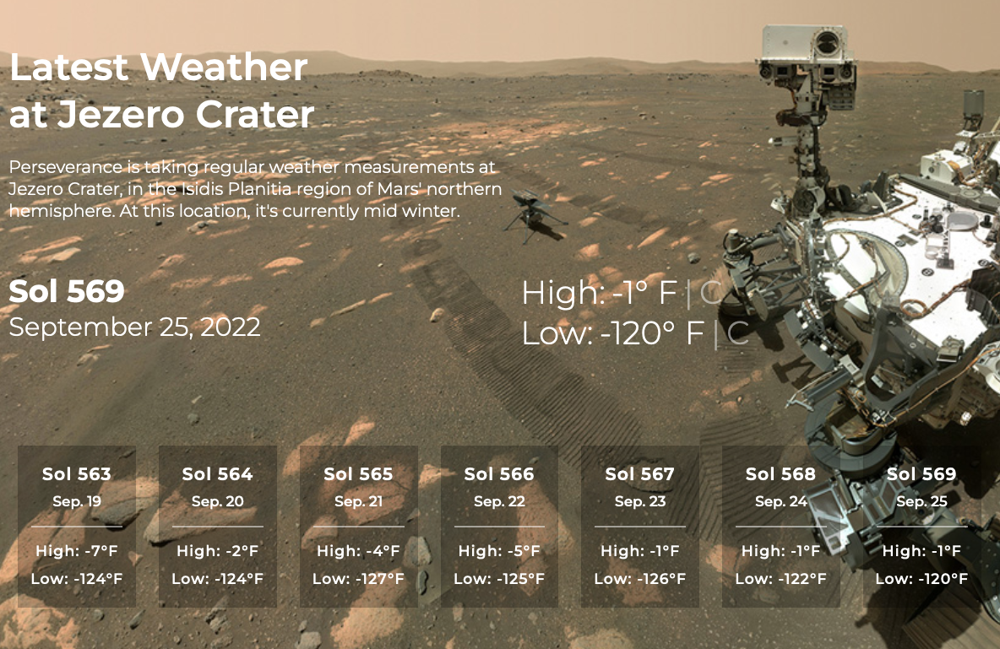 Latest Weather
at Jezero Crater
Perseverance is taking regular weather measurements at
Jezero Crater, in the Isidis Planitia region of Mars' northern
hemisphere. At this location, it's currently mid winter.
Sol 569
September 25, 2022
High: -1° F | C
Low: -120° F | C
Sol 563
Sep. 19
High: -7°F
Low: -124°F
Sol 564
Sep. 20
High: -2°F
Low: -124°F
Sol 565
Sep. 21
High: -4°F
Low: -127°F
Sol 566
Sep. 22
High: -5°F
Low: -125°F
Sol 567
Sep. 23
High: -1°F
Low: -126°F
Sol 568
Sep. 24
High: -1°F
Low: -122°F
Sol 569
Sep. 25
High: -1°F
Low: -120°F